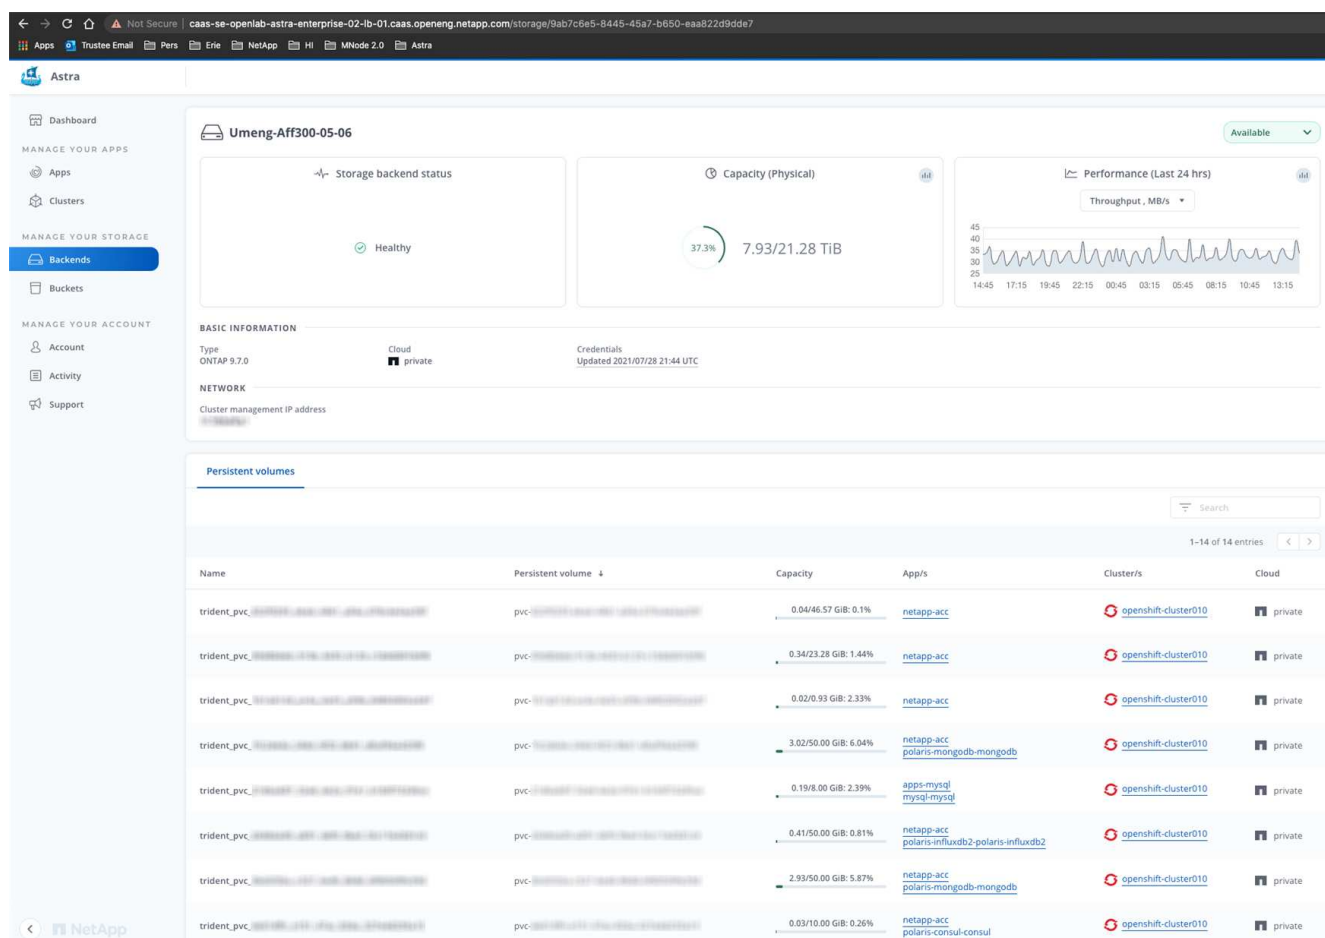 Not Secure | caas-se-openlab-astra-enterprise-02-lb-01.caas.openeng.netapp.com/storage/9ab7c6e5-8445-45a7-b650-eaa822d9dde7
Apps Trustee Email Pers Erie NetApp HI MNode 2.0 Astra
Astra
Dashboard
MANAGE YOUR APPS
Apps
Clusters
MANAGE YOUR STORAGE
Backends
Buckets
MANAGE YOUR ACCOUNT
Account
Activity
Support
NetApp
Umeng-Aff300-05-06
Available
Storage backend status
Healthy
Capacity (Physical)
37.3%
7.93/21.28 TiB
Performance (Last 24 hrs)
Throughput , MB/s
45
40
35
30
25
14:45 17:15 19:45 22:15 00:45 03:15 05:45 08:15 10:45 13:15
BASIC INFORMATION
Type Cloud Credentials
ONTAP 9.7.0 private Updated 2021/07/28 21:44 UTC
NETWORK
Cluster management IP address
Persistent volumes
Search
1–14 of 14 entries
Name Persistent volume ↓ Capacity App/s Cluster/s Cloud
trident_pvc_ pvc- 0.04/46.57 GiB: 0.1% netapp-acc openshift-cluster010 private
trident_pvc_ pvc- 0.34/23.28 GiB: 1.44% netapp-acc openshift-cluster010 private
trident_pvc_ pvc- 0.02/0.93 GiB: 2.33% netapp-acc openshift-cluster010 private
trident_pvc_ pvc- 3.02/50.00 GiB: 6.04% netapp-acc openshift-cluster010 private
polaris-mongodb-mongodb
trident_pvc_ pvc- 0.19/8.00 GiB: 2.39% apps-mysql openshift-cluster010 private
mysql-mysql
trident_pvc_ pvc- 0.41/50.00 GiB: 0.81% netapp-acc openshift-cluster010 private
polaris-influxdb2-polaris-influxdb2
trident_pvc_ pvc- 2.93/50.00 GiB: 5.87% netapp-acc openshift-cluster010 private
polaris-mongodb-mongodb
trident_pvc_ pvc- 0.03/10.00 GiB: 0.26% netapp-acc openshift-cluster010 private
polaris-consul-consul